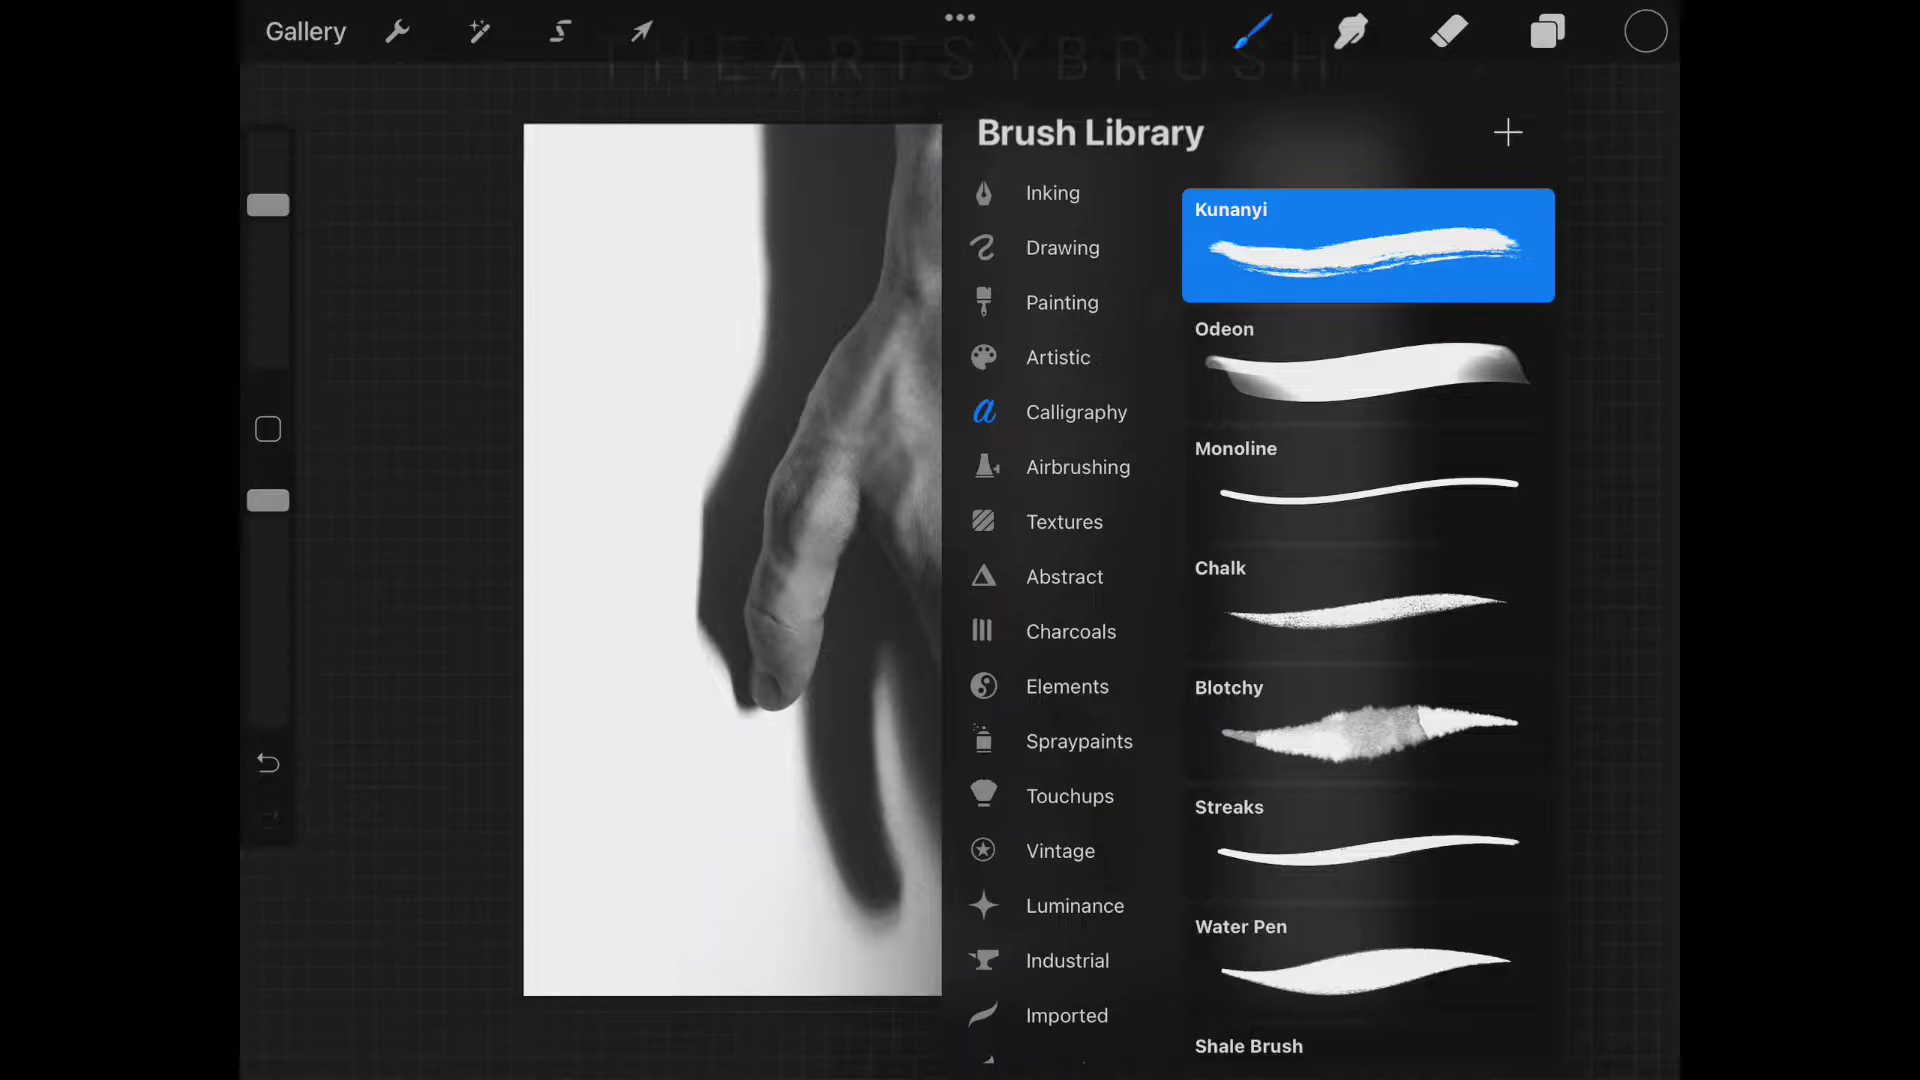 Gallery
THEARTSYBRUSH
Brush Library
Inking
Drawing
Painting
Artistic
Calligraphy
Airbrushing
Textures
Abstract
Charcoals
Elements
Spraypaints
Touchups
Vintage
Luminance
Industrial
Imported
Kunanyi
Odeon
Monoline
Chalk
Blotchy
Streaks
Water Pen
Shale Brush